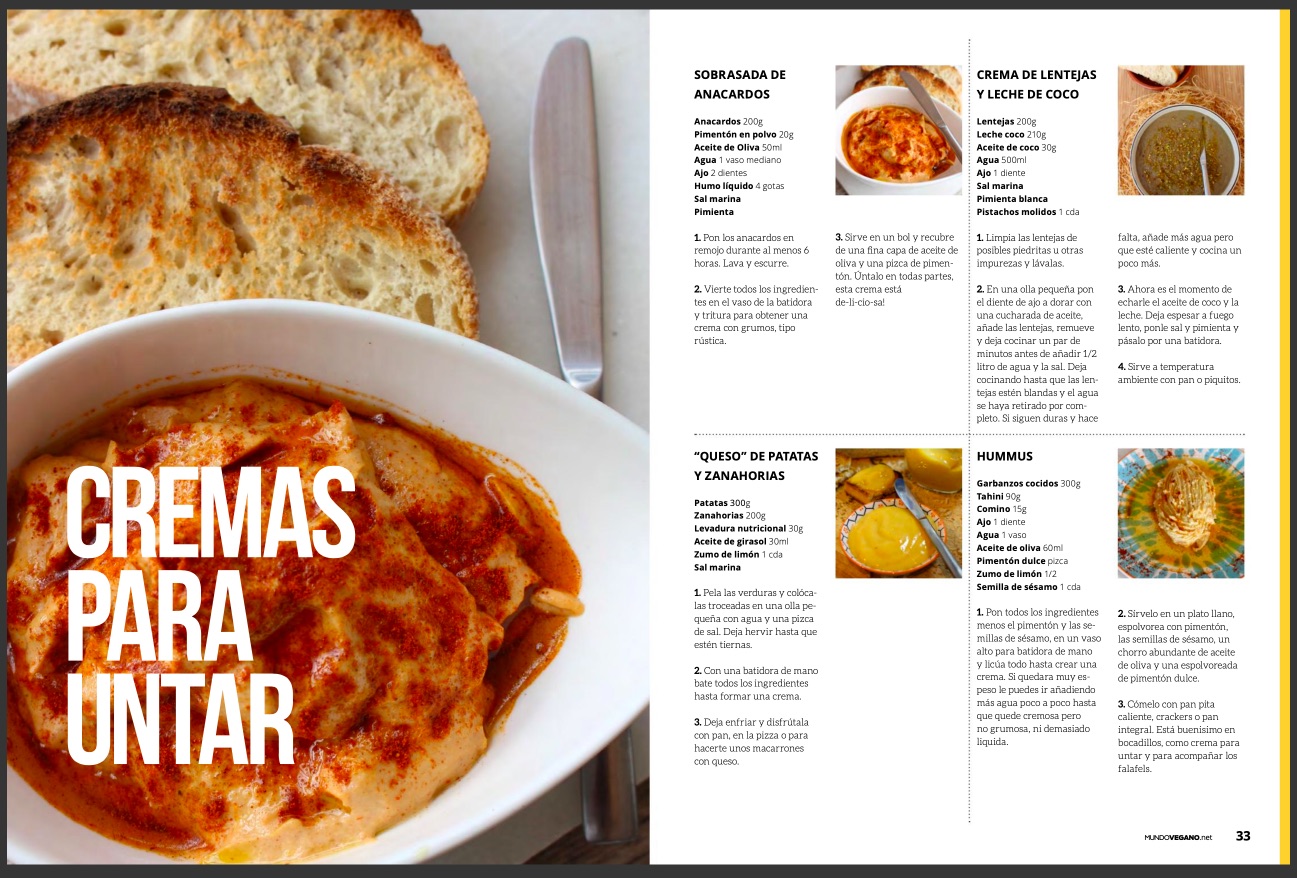 CREMAS
PARA
UNTAR
SOBRASADA DE
ANACARDOS
Anacardos 200g
Pimentón en polvo 20g
Aceite de Oliva 50ml
Agua 1 vaso mediano
Ajo 2 dientes
Humo líquido 4 gotas
Sal marina
Pimienta
1. Pon los anacardos en
remojo durante al menos 6
horas. Lava y escurre.
2. Vierte todos los ingredien-
tes en el vaso de la batidora
y tritura para obtener una
crema con grumos, tipo
rústica.
3. Sirve en un bol y recubre
de una fina capa de aceite de
oliva y una pizca de pimen-
tón. Úntalo en todas partes,
esta crema está
de-li-cio-sa!
CREMA DE LENTEJAS
Y LECHE DE COCO
Lentejas 200g
Leche coco 210g
Aceite de coco 30g
Agua 500ml
Ajo 1 diente
Sal marina
Pimienta blanca
Pistachos molidos 1 cda
1. Limpia las lentejas de
posibles piedritas u otras
impurezas y lávalas.
2. En una olla pequeña pon
el diente de ajo a dorar con
una cucharada de aceite,
añade las lentejas, remueve
y deja cocinar un par de
minutos antes de añadir 1/2
litro de agua y la sal. Deja
cocinando hasta que las len-
tejas estén blandas y el agua
se haya retirado por com-
pleto. Si siguen duras y hace
falta, añade más agua pero
que esté caliente y cocina un
poco más.
3. Ahora es el momento de
echarle el aceite de coco y la
leche. Deja espesar a fuego
lento, ponle sal y pimienta y
pásalo por una batidora.
4. Sirve a temperatura
ambiente con pan o piquitos.
“QUESO” DE PATATAS
Y ZANAHORIAS
Patatas 300g
Zanahorias 200g
Levadura nutricional 30g
Aceite de girasol 30ml
Zumo de limón 1 cda
Sal marina
1. Pela las verduras y colóca-
las troceadas en una olla pe-
queña con agua y una pizca
de sal. Deja hervir hasta que
estén tiernas.
2. Con una batidora de mano
bate todos los ingredientes
hasta formar una crema.
3. Deja enfriar y disfrútala
con pan, en la pizza o para
hacerte unos macarrones
con queso.
HUMMUS
Garbanzos cocidos 300g
Tahini 90g
Comino 15g
Ajo 1 diente
Agua 1 vaso
Aceite de oliva 60ml
Pimentón dulce pizca
Zumo de limón 1/2
Semilla de sésamo 1 cda
1. Pon todos los ingredientes
menos el pimentón y las se-
millas de sésamo, en un vaso
alto para batidora de mano
y licúa todo hasta crear una
crema. Si quedara muy es-
peso le puedes ir añadiendo
más agua poco a poco hasta
que quede cremosa pero
no grumosa, ni demasiado
líquida.
2. Sírvelo en un plato llano,
espolvorea con pimentón,
las semillas de sésamo, un
chorro abundante de aceite
de oliva y una espolvoreada
de pimentón dulce.
3. Cómelo con pan pita
caliente, crackers o pan
integral. Está buenísimo en
bocadillos, como crema para
untar y para acompañar los
falafels.
MUNDOVEGANO.net
33